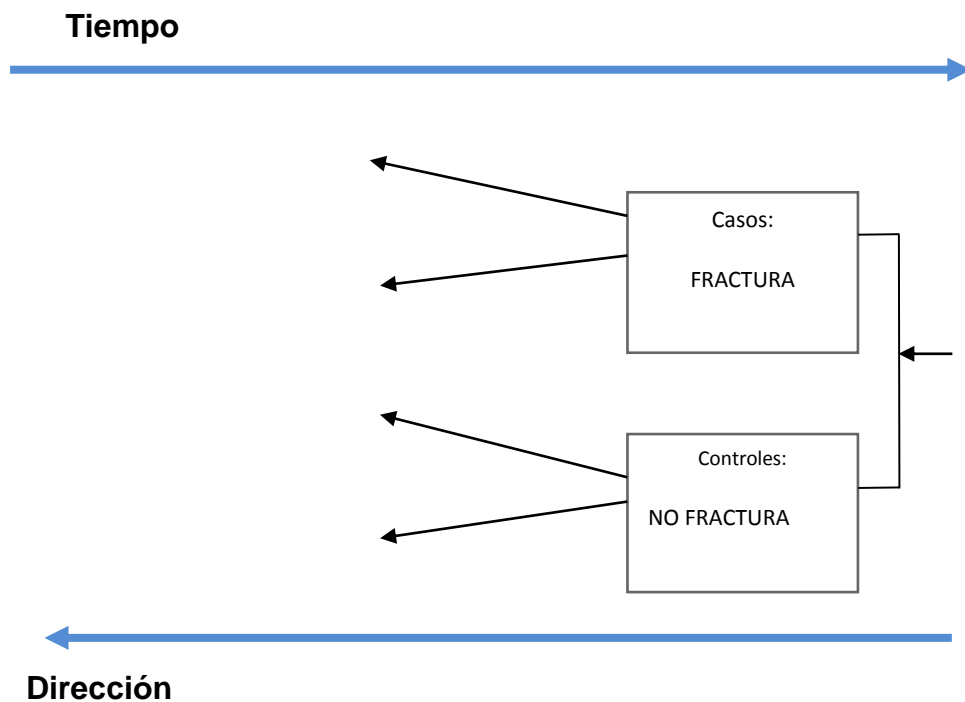 Tiempo
Casos:
FRACTURA
Controles:
NO FRACTURA
Dirección